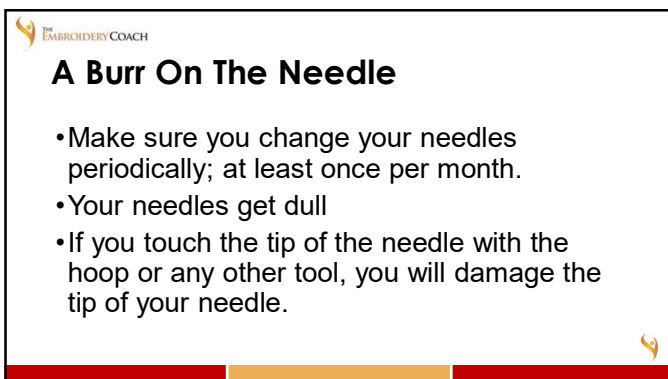 THE
EMBROIDERY COACH
A Burr On The Needle
•Make sure you change your needles
periodically; at least once per month.
•Your needles get dull
•If you touch the tip of the needle with the
hoop or any other tool, you will damage the
tip of your needle.